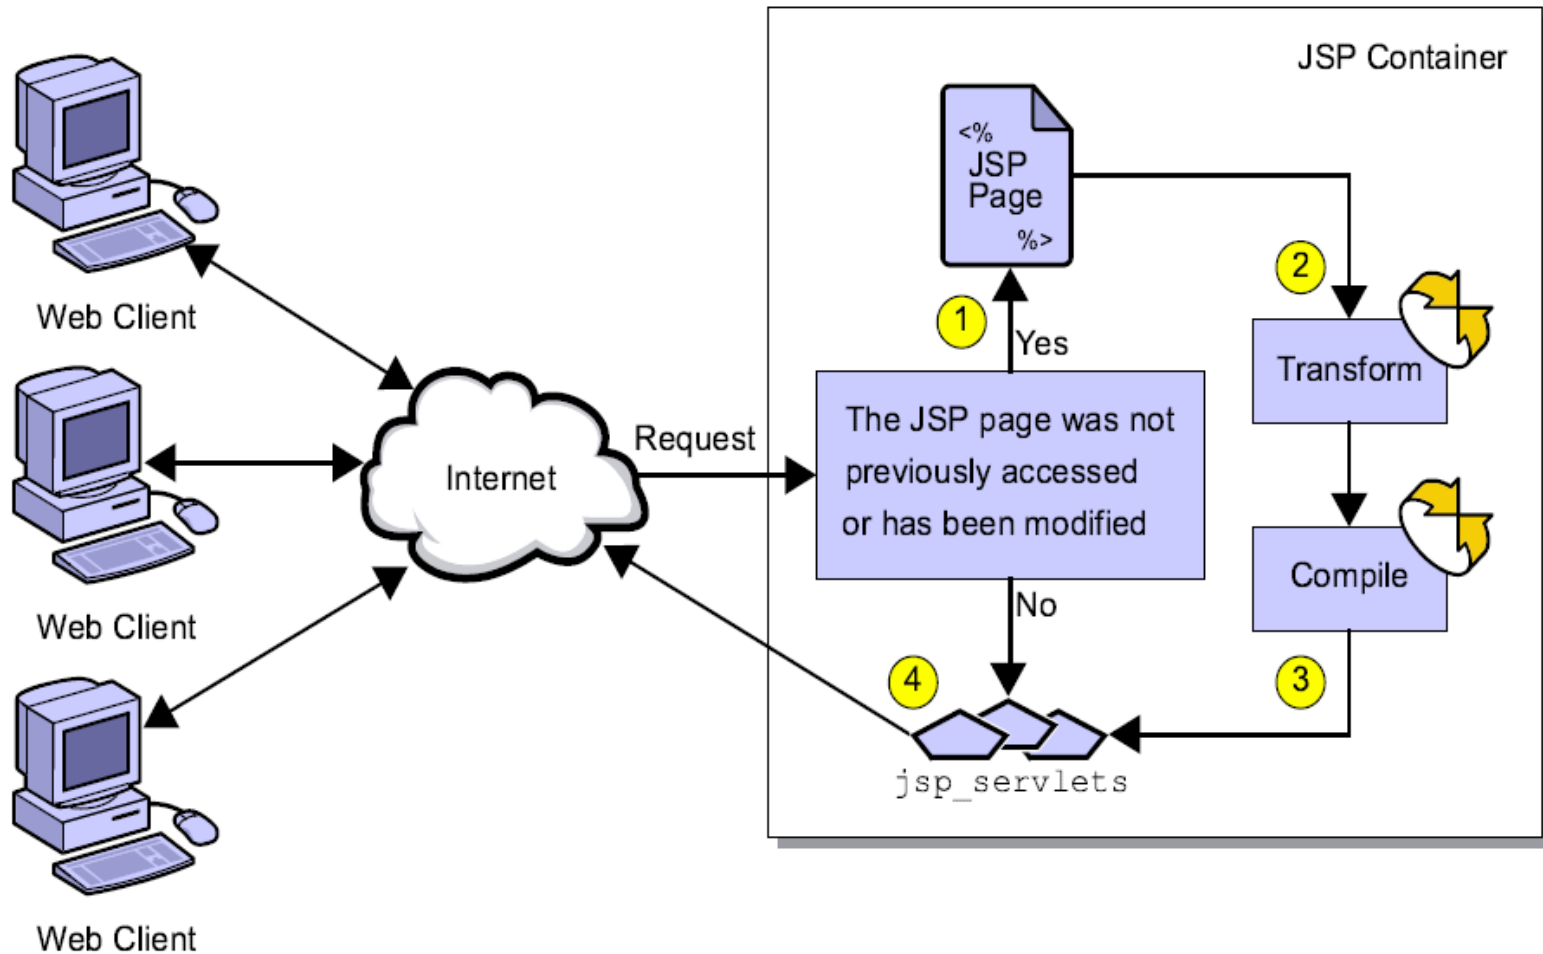 JSP Container
<%
JSP
Page
%>
1
2
Yes
Transform
Web Client
The JSP page was not
previously accessed
or has been modified
Request
Internet
Compile
No
Web Client
4
3
jsp_servlets
Web Client